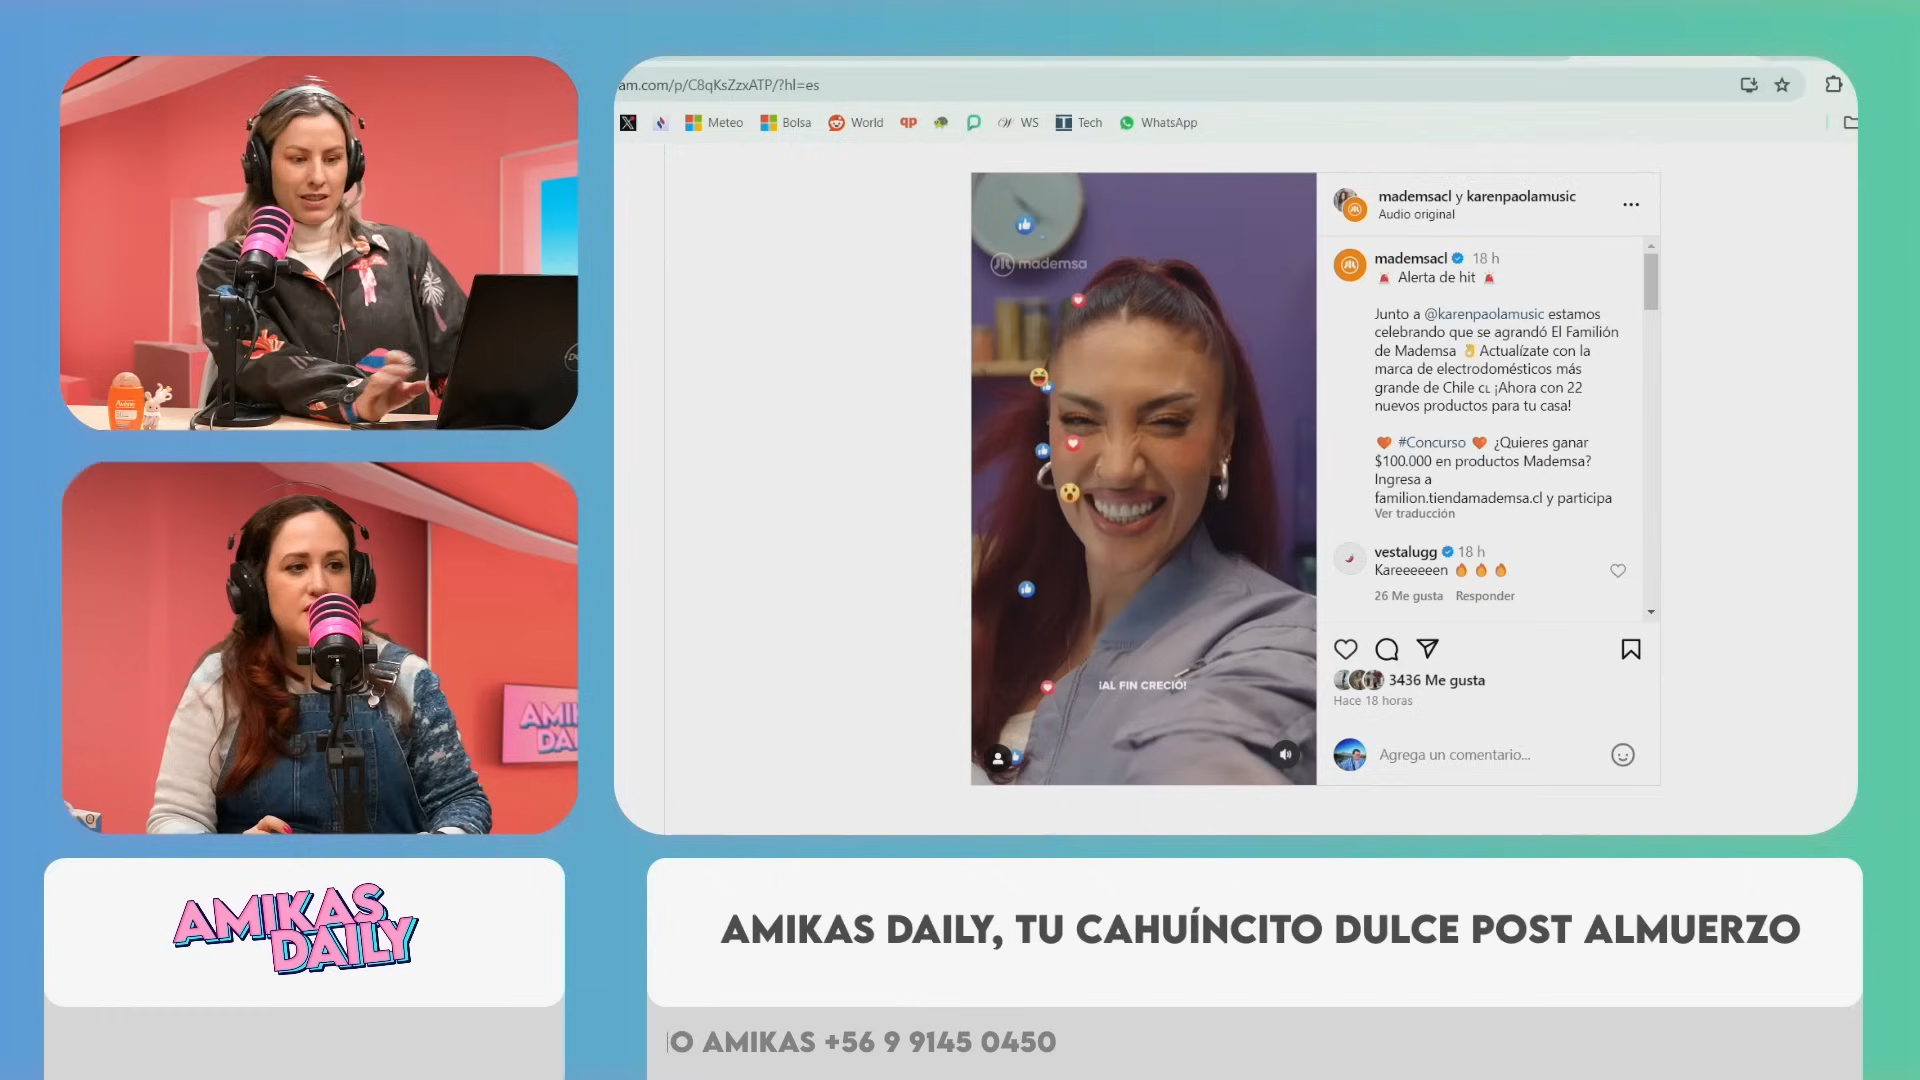 am.com/p/C8qKsZzxATP/?hl=es
Meteo
Bolsa
World
qp
WS
Tech
WhatsApp
mademsa
¡AL FIN CRECIÓ!
mademsacl y karenpaolamusic
Audio original
mademsacl 18 h
Alerta de hit
Junto a @karenpaolamusic estamos
celebrando que se agrandó El Familión
de Mademsa 👌 Actualízate con la
marca de electrodomésticos más
grande de Chile CL ¡Ahora con 22
nuevos productos para tu casa!
🧡 #Concurso 🧡 ¿Quieres ganar
$100.000 en productos Mademsa?
Ingresa a
familion.tiendamademsa.cl y participa
Ver traducción
vestalugg 18 h
Kareeeeeen 🔥 🔥 🔥
26 Me gusta Responder
3436 Me gusta
Hace 18 horas
Agrega un comentario...
AMIKAS
DAILY
AMIKAS DAILY, TU CAHUÍNCITO DULCE POST ALMUERZO
O AMIKAS +56 9 9145 0450